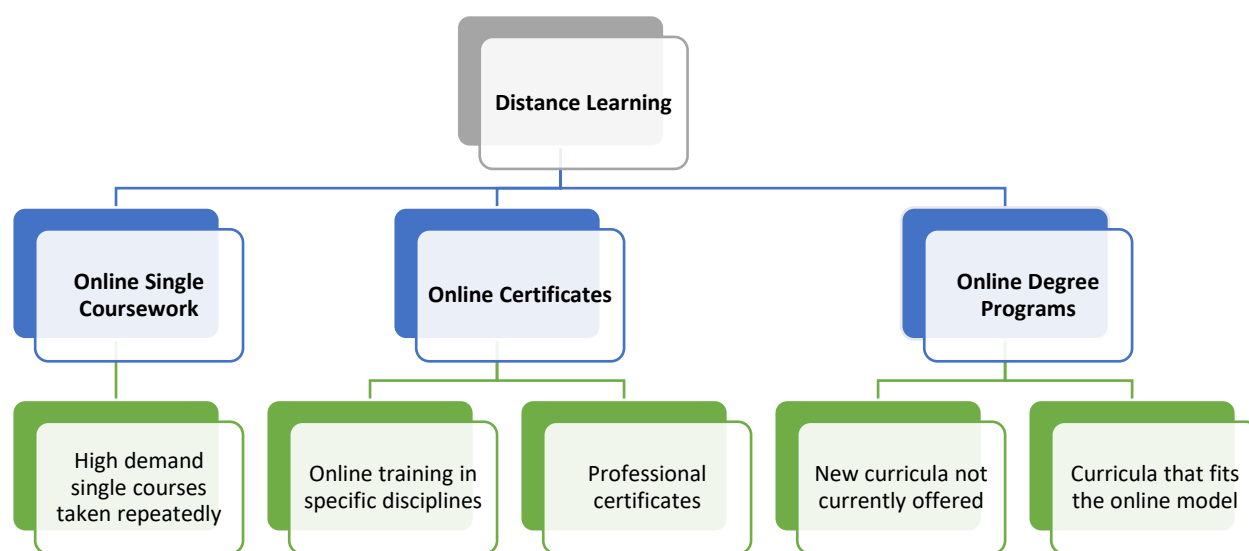 Distance Learning
Online Single
Coursework
Online Certificates
Online Degree
Programs
High demand
single courses
taken repeatedly
Online training in
specific disciplines
Professional
certificates
New curricula not
currently offered
Curricula that fits
the online model